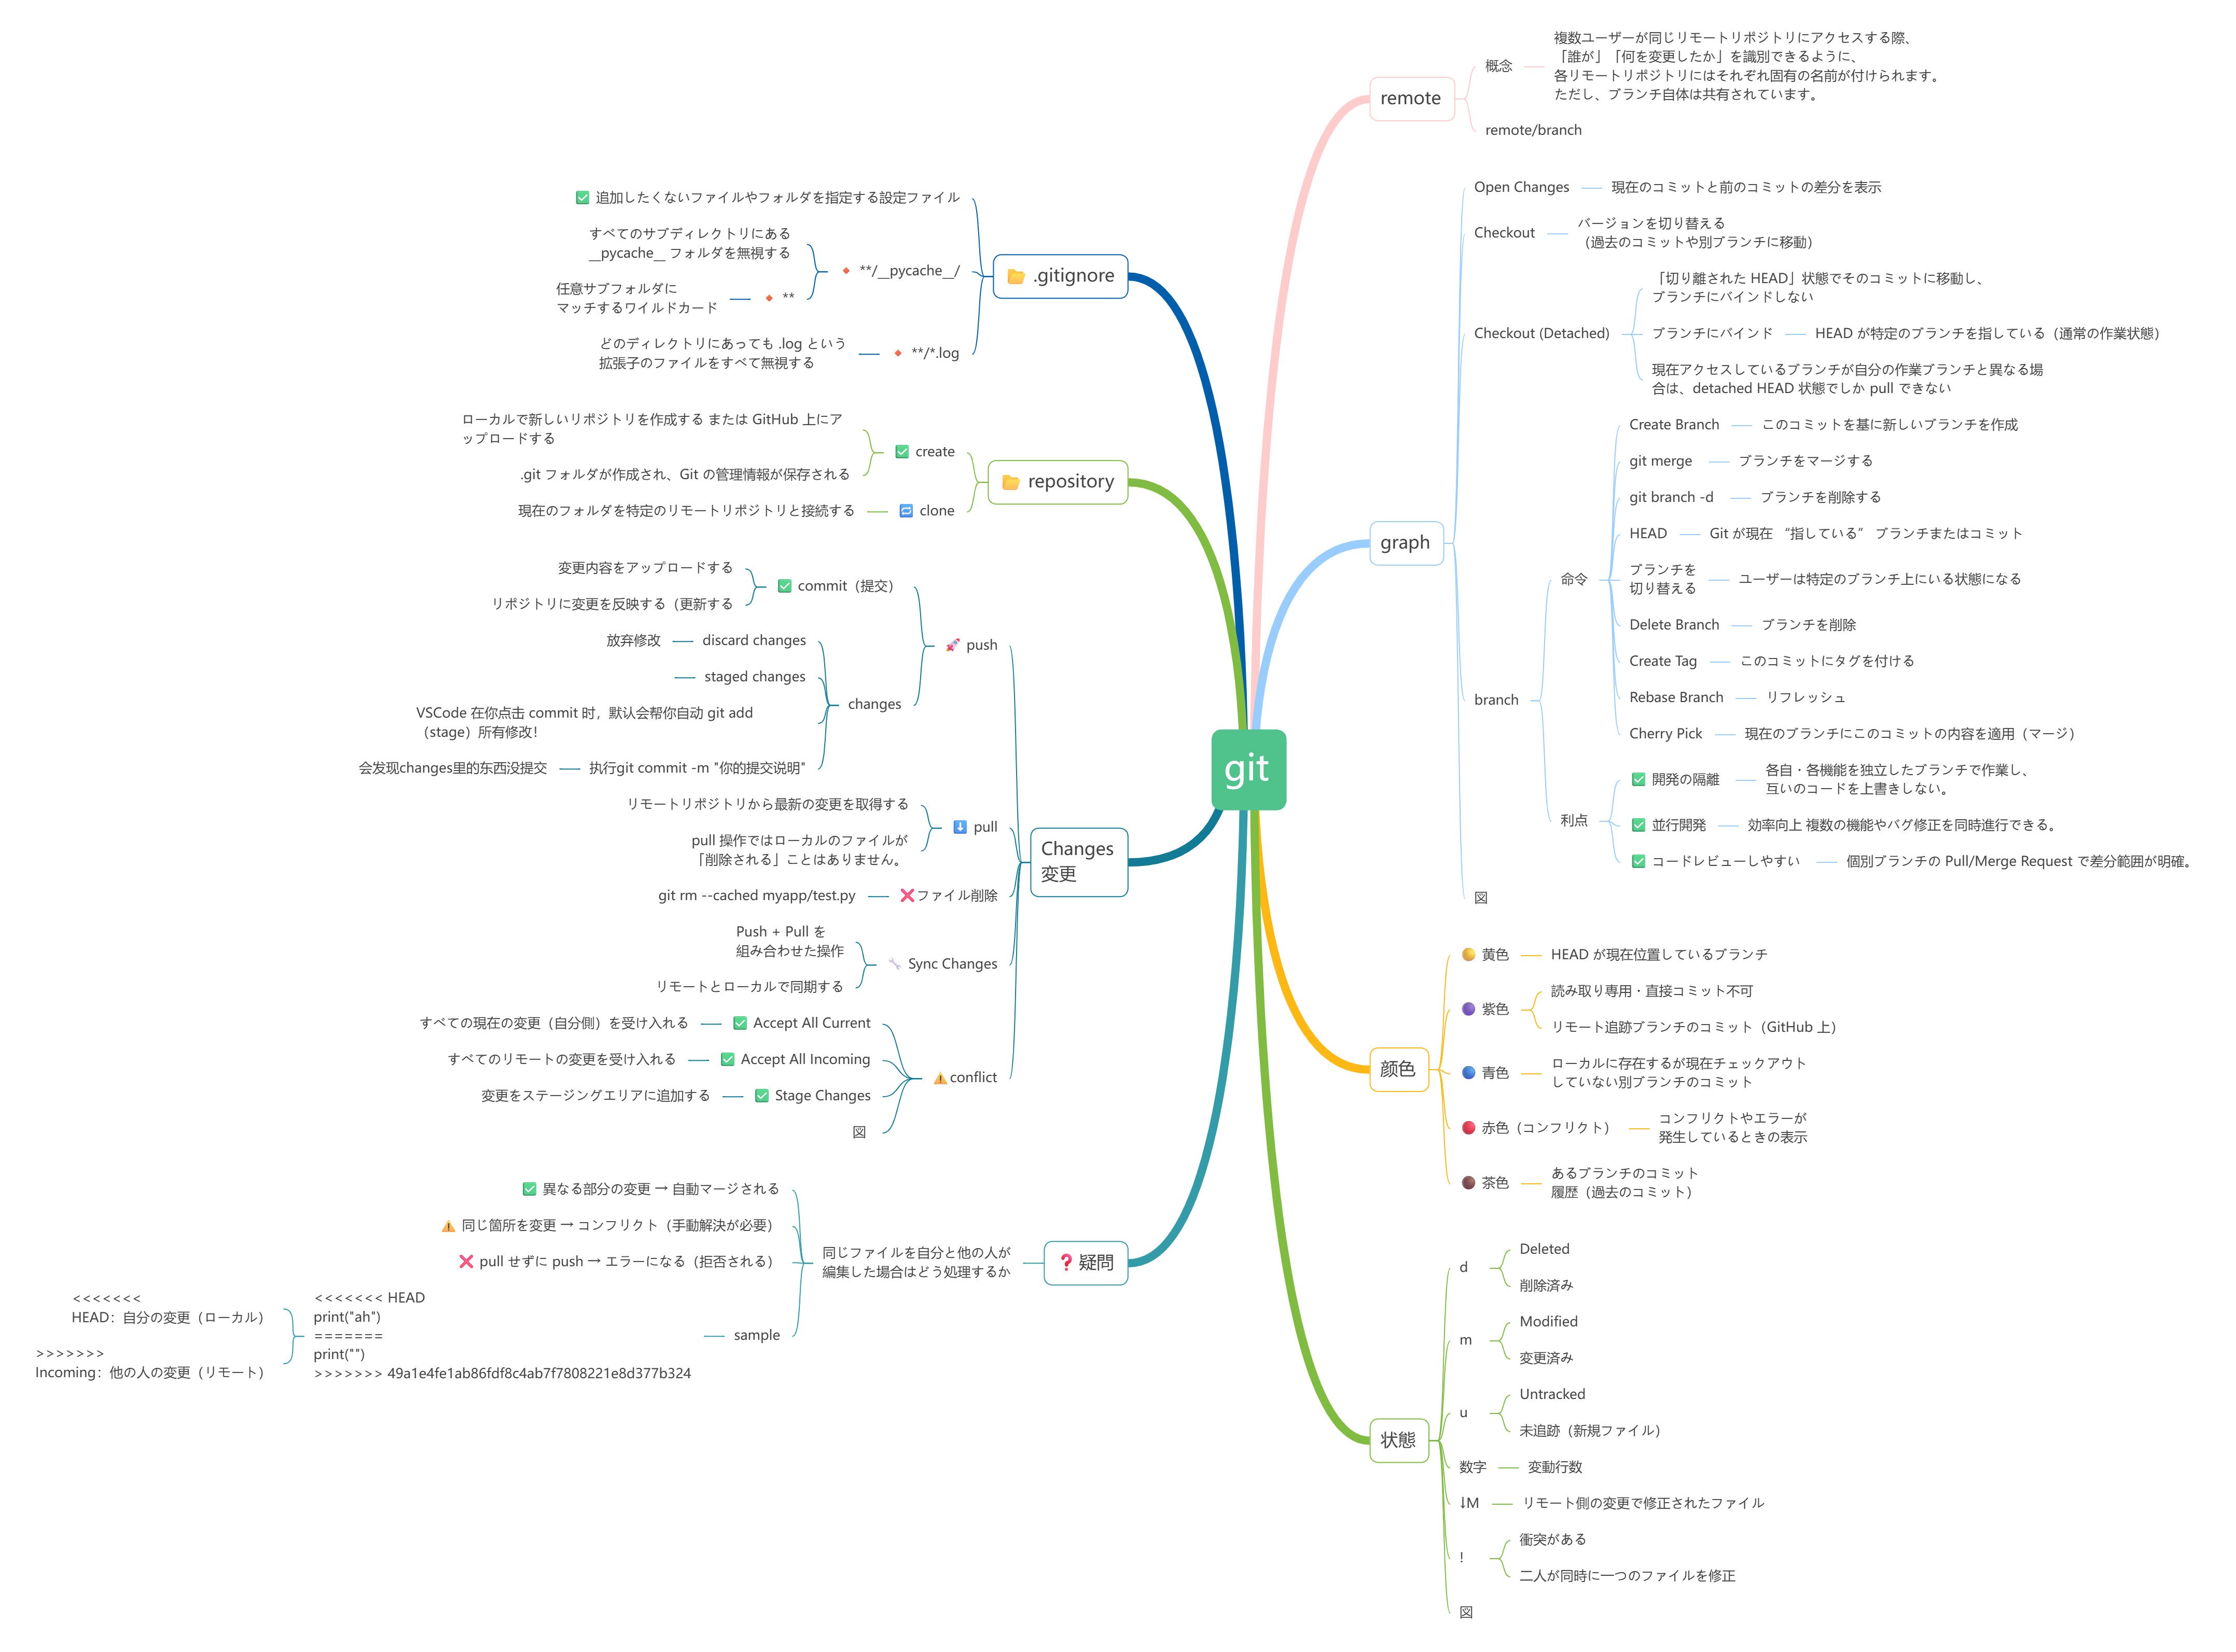 git
remote
概念
複数ユーザーが同じリモートリポジトリにアクセスする際、
「誰が」「何を変更したか」を識別できるように、
各リモートリポジトリにはそれぞれ固有の名前が付けられます。
ただし、ブランチ自体は共有されています。
remote/branch
graph
Open Changes
現在のコミットと前のコミットの差分を表示
Checkout
バージョンを切り替える
（過去のコミットや別ブランチに移動）
Checkout (Detached)
「切り離された HEAD」状態でそのコミットに移動し、
ブランチにバインドしない
ブランチにバインド
HEAD が特定のブランチを指している（通常の作業状態）
現在アクセスしているブランチが自分の作業ブランチと異なる場
合は、detached HEAD 状態でしか pull できない
branch
命令
Create Branch
このコミットを基に新しいブランチを作成
git merge
ブランチをマージする
git branch -d
ブランチを削除する
HEAD
Git が現在 “指している” ブランチまたはコミット
ブランチを
切り替える
ユーザーは特定のブランチ上にいる状態になる
Delete Branch
ブランチを削除
Create Tag
このコミットにタグを付ける
Rebase Branch
リフレッシュ
Cherry Pick
現在のブランチにこのコミットの内容を適用（マージ）
利点
✅ 開発の隔離
各自・各機能を独立したブランチで作業し、
互いのコードを上書きしない。
✅ 並行開発
効率向上 複数の機能やバグ修正を同時進行できる。
✅ コードレビューしやすい
個別ブランチの Pull/Merge Request で差分範囲が明確。
図
颜色
🟡 黄色
HEAD が現在位置しているブランチ
🟣 紫色
読み取り専用・直接コミット不可
リモート追跡ブランチのコミット（GitHub 上）
🔵 青色
ローカルに存在するが現在チェックアウト
していない別ブランチのコミット
🔴 赤色（コンフリクト）
コンフリクトやエラーが
発生しているときの表示
🟤 茶色
あるブランチのコミット
履歴（過去のコミット）
状態
d
Deleted
削除済み
m
Modified
変更済み
u
Untracked
未追跡（新規ファイル）
数字
変動行数
↓M
リモート側の変更で修正されたファイル
!
衝突がある
二人が同時に一つのファイルを修正
図
📂 .gitignore
✅ 追加したくないファイルやフォルダを指定する設定ファイル
🔸 **/__pycache__/
すべてのサブディレクトリにある
__pycache__ フォルダを無視する
🔸 **
任意サブフォルダに
マッチするワイルドカード
🔸 **/*.log
どのディレクトリにあっても .log という
拡張子のファイルをすべて無視する
📂 repository
✅ create
ローカルで新しいリポジトリを作成する または GitHub 上にア
ップロードする
.git フォルダが作成され、Git の管理情報が保存される
🔁 clone
現在のフォルダを特定のリモートリポジトリと接続する
Changes
変更
🚀 push
✅ commit（提交）
変更内容をアップロードする
リポジトリに変更を反映する（更新する
changes
discard changes
放弃修改
staged changes
VSCode 在你点击 commit 时，默认会帮你自动 git add
（stage）所有修改！
执行git commit -m "你的提交说明"
会发现changes里的东西没提交
⬇️ pull
リモートリポジトリから最新の変更を取得する
pull 操作ではローカルのファイルが
「削除される」ことはありません。
❌ファイル削除
git rm --cached myapp/test.py
🔧 Sync Changes
Push + Pull を
組み合わせた操作
リモートとローカルで同期する
⚠️conflict
✅ Accept All Current
すべての現在の変更（自分側）を受け入れる
✅ Accept All Incoming
すべてのリモートの変更を受け入れる
✅ Stage Changes
変更をステージングエリアに追加する
図
❓疑問
同じファイルを自分と他の人が
編集した場合はどう処理するか
✅ 異なる部分の変更 → 自動マージされる
⚠️ 同じ箇所を変更 → コンフリクト（手動解決が必要）
❌ pull せずに push → エラーになる（拒否される）
sample
<<<<<<< HEAD
print("ah")
=======
print("")
>>>>>>> 49a1e4fe1ab86fdf8c4ab7f7808221e8d377b324
<<<<<<<
HEAD：自分の変更（ローカル）
>>>>>>>
Incoming：他の人の変更（リモート）